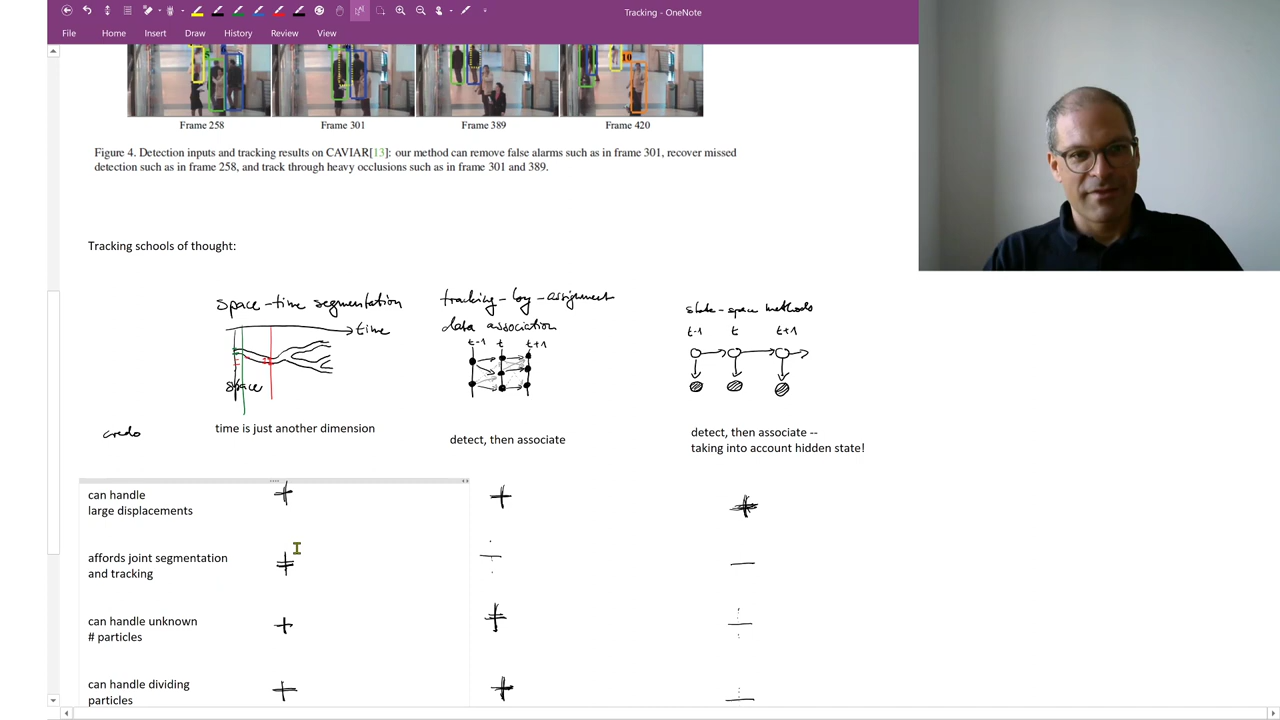 Tracking - OneNote
File Home Insert Draw History Review View
10
Frame 258 Frame 301 Frame 389 Frame 420
Figure 4. Detection inputs and tracking results on CAVIAR[13]: our method can remove false alarms such as in frame 301, recover missed
detection such as in frame 258, and track through heavy occlusions such as in frame 301 and 389.
Tracking schools of thought:
space-time segmentation
time
space
time is just another dimension
tracking-by-assignment
data association
t-1 t t+1
detect, then associate
state-space methods
t-1 t t+1
detect, then associate --
taking into account hidden state!
credo
can handle
large displacements
+ + +
affords joint segmentation
and tracking
can handle unknown
# particles
can handle dividing
particles